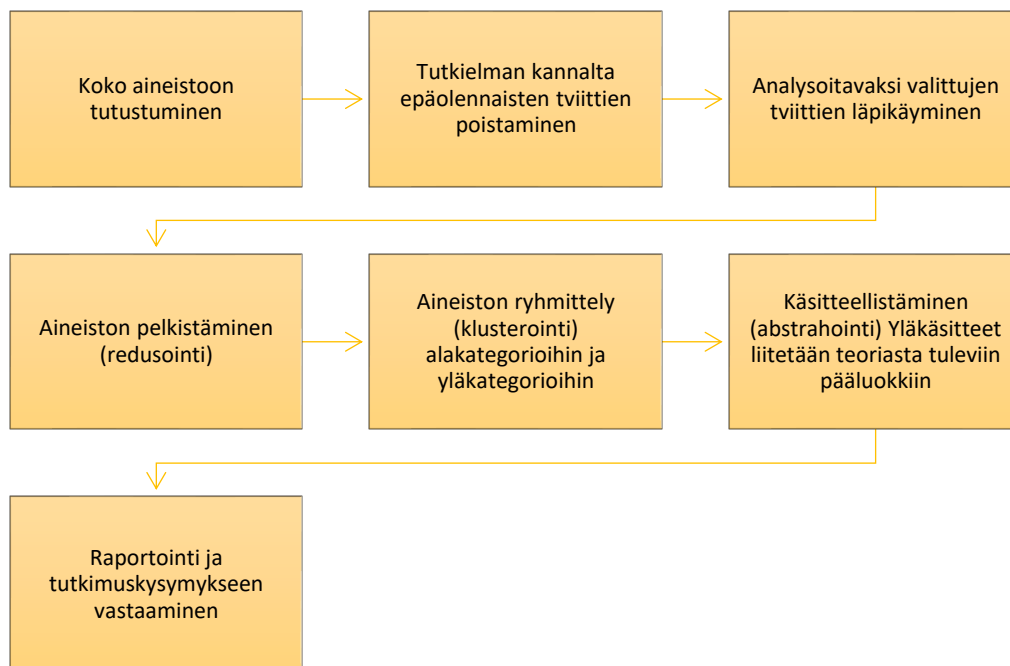 Koko aineistoon
tutustuminen
Tutkielman kannalta
epäolennaisten tviittien
poistaminen
Analysoitavaksi valittujen
tviittien läpikäyminen
Aineiston pelkistäminen
(redusointi)
Aineiston ryhmittely
(klusterointi)
alakategorioihin ja
yläkategorioihin
Käsitteellistäminen
(abstrahointi) Yläkäsitteet
liitetään teoriasta tuleviin
pääluokkiin
Raportointi ja
tutkimuskysymykseen
vastaaminen